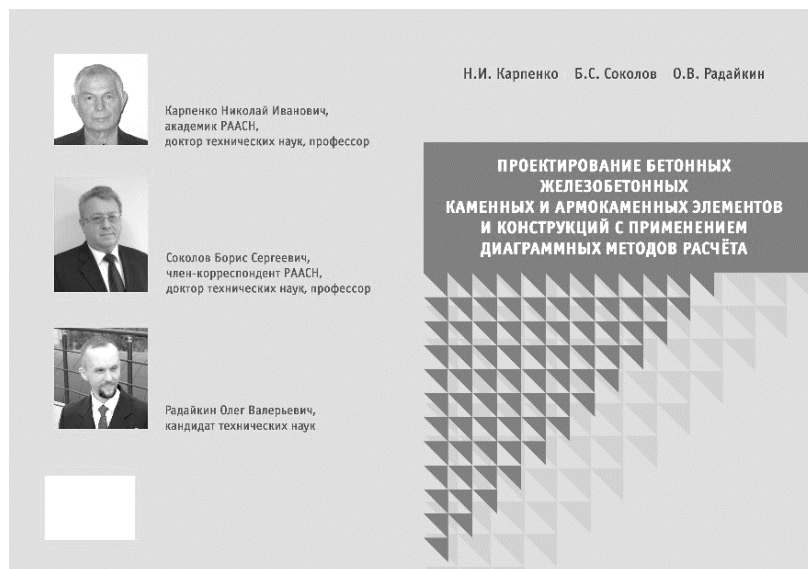 Карпенко Николай Иванович,
академик РААСН,
доктор технических наук, профессор
Соколов Борис Сергеевич,
член-корреспондент РААСН,
доктор технических наук, профессор
Радайкин Олег Валерьевич,
кандидат технических наук
Н.И. Карпенко Б.С. Соколов О.В. Радайкин
ПРОЕКТИРОВАНИЕ БЕТОННЫХ
ЖЕЛЕЗОБЕТОННЫХ
КАМЕННЫХ И АРМОКАМЕННЫХ ЭЛЕМЕНТОВ
И КОНСТРУКЦИЙ С ПРИМЕНЕНИЕМ
ДИАГРАММНЫХ МЕТОДОВ РАСЧЁТА